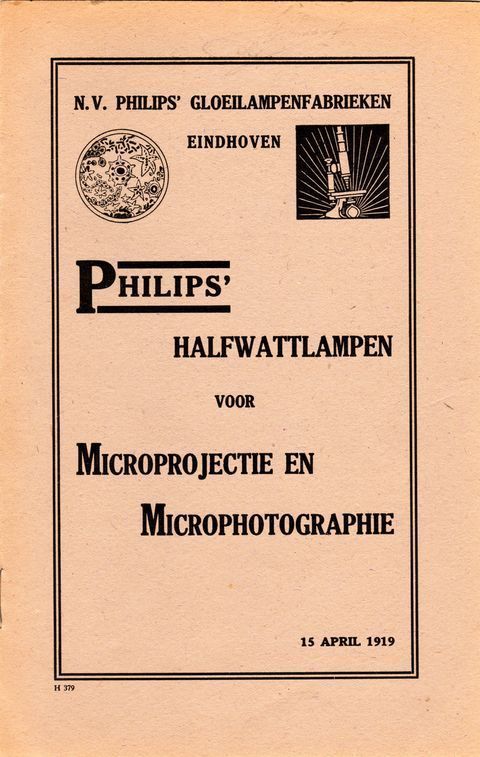 N.V. PHILIPS' GLOEILAMPENFABRIEKEN
EINDHOVEN
PHILIPS'
HALFWATTLAMPEN
VOOR
MICROPROJECTIE EN
MICROPHOTOGRAPHIE
15 APRIL 1919
H 379